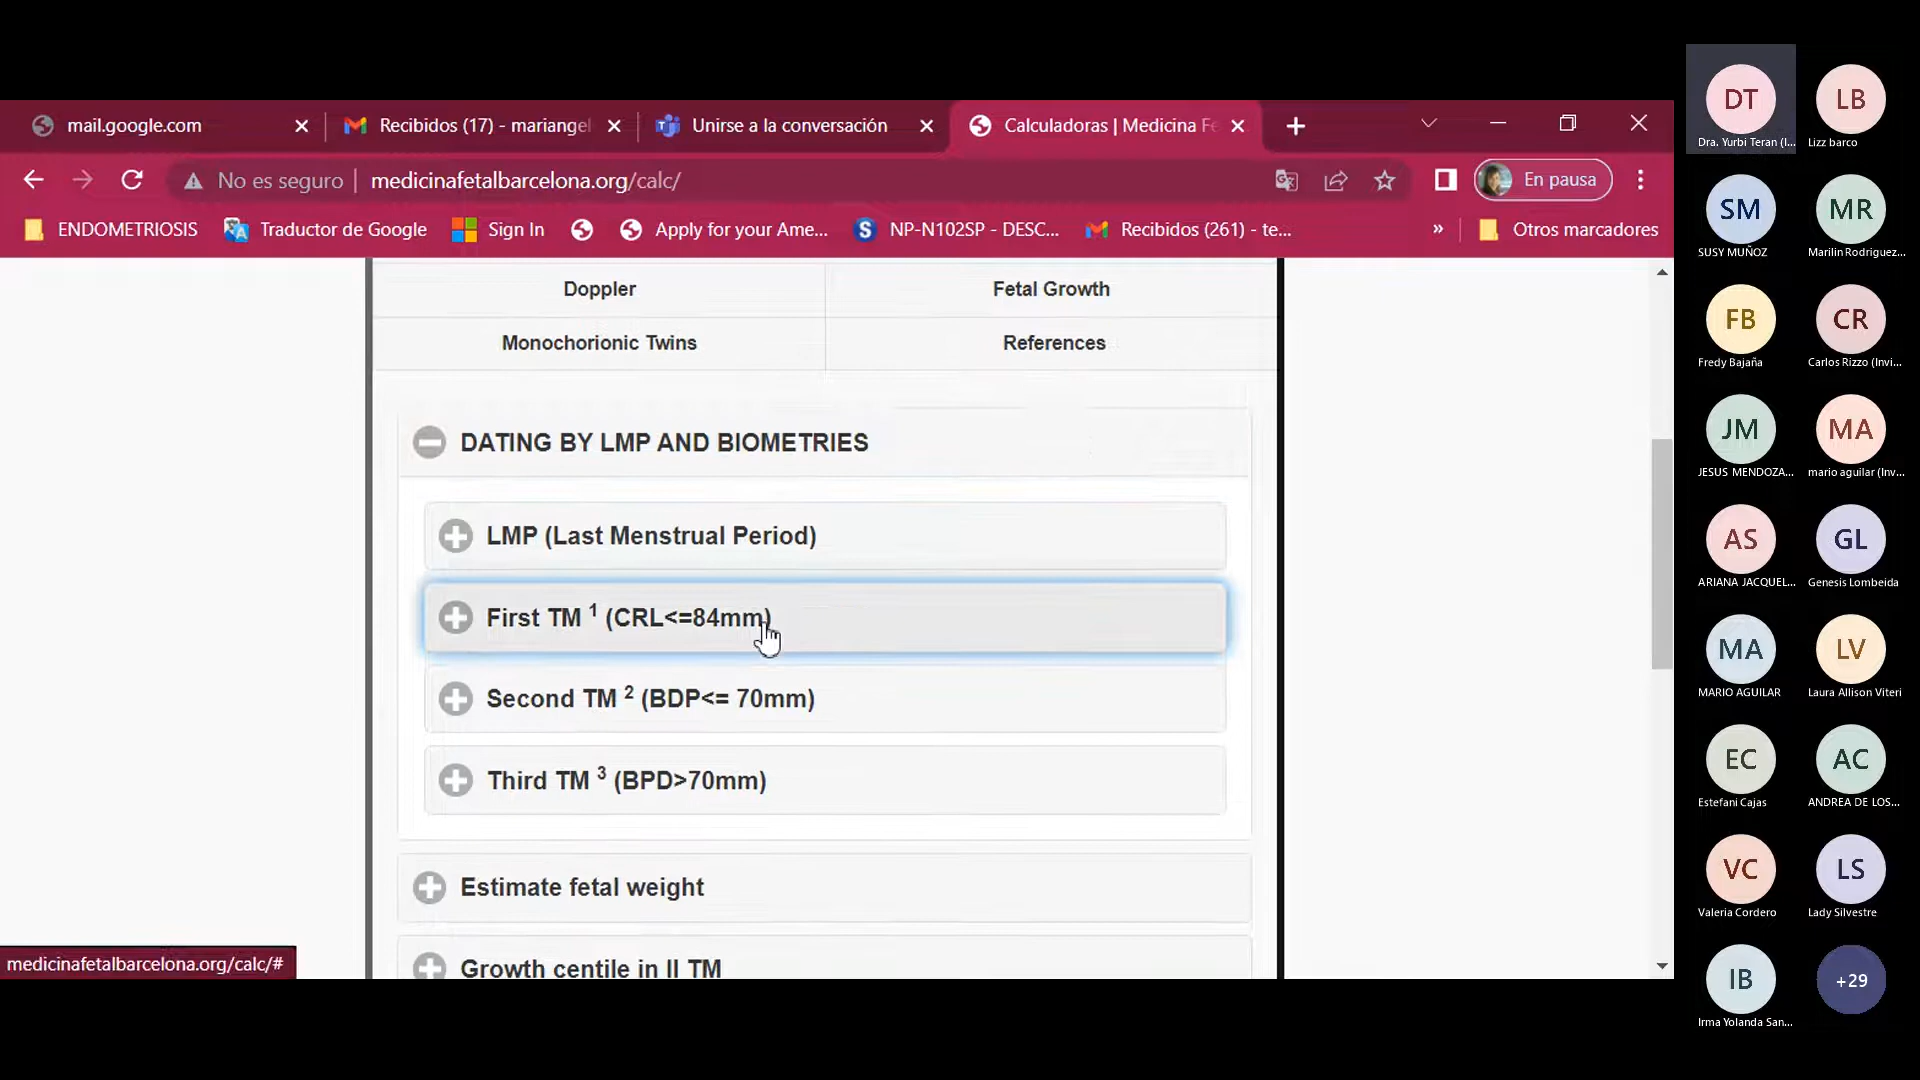 mail.google.com
Recibidos (17) - mariangel
Unirse a la conversación
Calculadoras | Medicina Fe
No es seguro
medicinafetalbarcelona.org/calc/
En pausa
ENDOMETRIOSIS
Traductor de Google
Sign In
Apply for your Ame...
NP-N102SP - DESC...
Recibidos (261) - te...
»
Otros marcadores
Doppler
Fetal Growth
Monochorionic Twins
References
DATING BY LMP AND BIOMETRIES
LMP (Last Menstrual Period)
First TM 1 (CRL<=84mm)
Second TM 2 (BDP<= 70mm)
Third TM 3 (BPD>70mm)
Estimate fetal weight
Growth centile in II TM
medicinafetalbarcelona.org/calc/#
DT
Dra. Yurbi Teran (I...
LB
Lizz barco
SM
SUSY MUÑOZ
MR
Marilin Rodriguez...
FB
Fredy Bajaña
CR
Carlos Rizzo (Invi...
JM
JESUS MENDOZA...
MA
mario aguilar (Inv...
AS
ARIANA JACQUEL...
GL
Genesis Lombeida
MA
MARIO AGUILAR
LV
Laura Allison Viteri
EC
Estefani Cajas
AC
ANDREA DE LOS...
VC
Valeria Cordero
LS
Lady Silvestre
IB
Irma Yolanda San...
+29